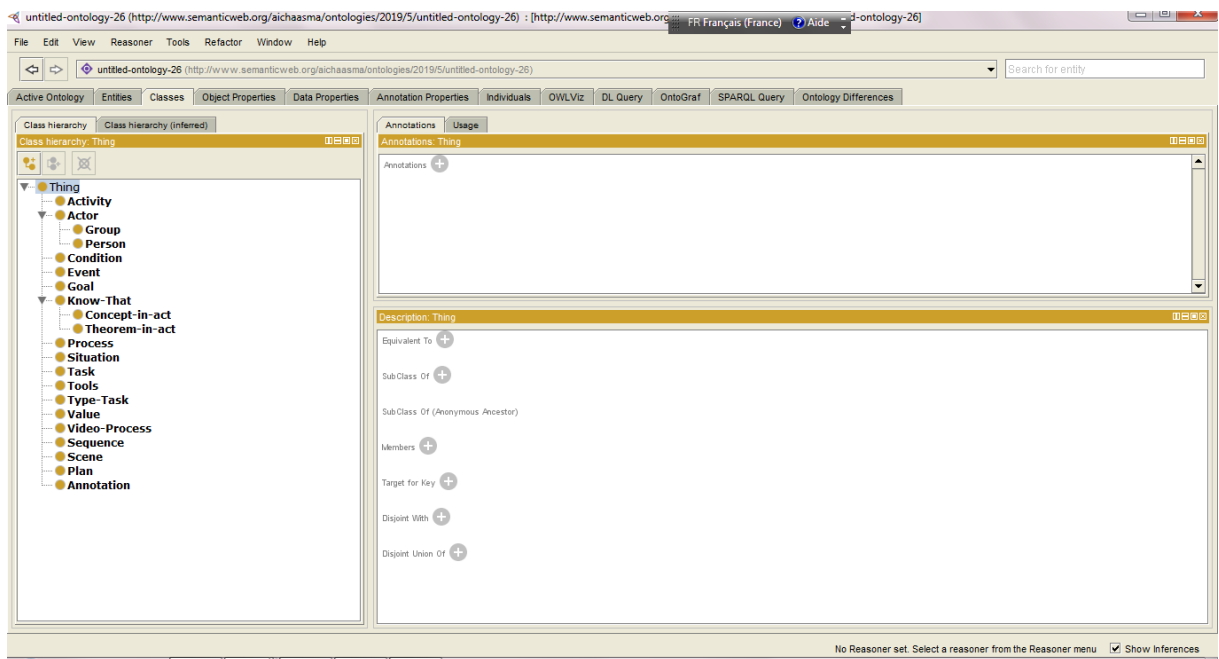 untitled-ontology-26 (http://www.semanticweb.org/aichaasma/ontologies/2019/5/untitled-ontology-26) : [http://www.semanticweb.org
FR Français (France) Aide
d-ontology-26]
File Edit View Reasoner Tools Refactor Window Help
untitled-ontology-26 (http://www.semanticweb.org/aichaasma/ontologies/2019/5/untitled-ontology-26)
Search for entity
Active Ontology Entities Classes Object Properties Data Properties Annotation Properties Individuals OWLViz DL Query OntoGraf SPARQL Query Ontology Differences
Class hierarchy Class hierarchy (inferred)
Class hierarchy: Thing
Thing
Activity
Actor
Group
Person
Condition
Event
Goal
Know-That
Concept-in-act
Theorem-in-act
Process
Situation
Task
Tools
Type-Task
Value
Video-Process
Sequence
Scene
Plan
Annotation
Annotations Usage
Annotations: Thing
Annotations
Description: Thing
Equivalent To
SubClass Of
SubClass Of (Anonymous Ancestor)
Members
Target for Key
Disjoint With
Disjoint Union Of
No Reasoner set. Select a reasoner from the Reasoner menu Show Inferences